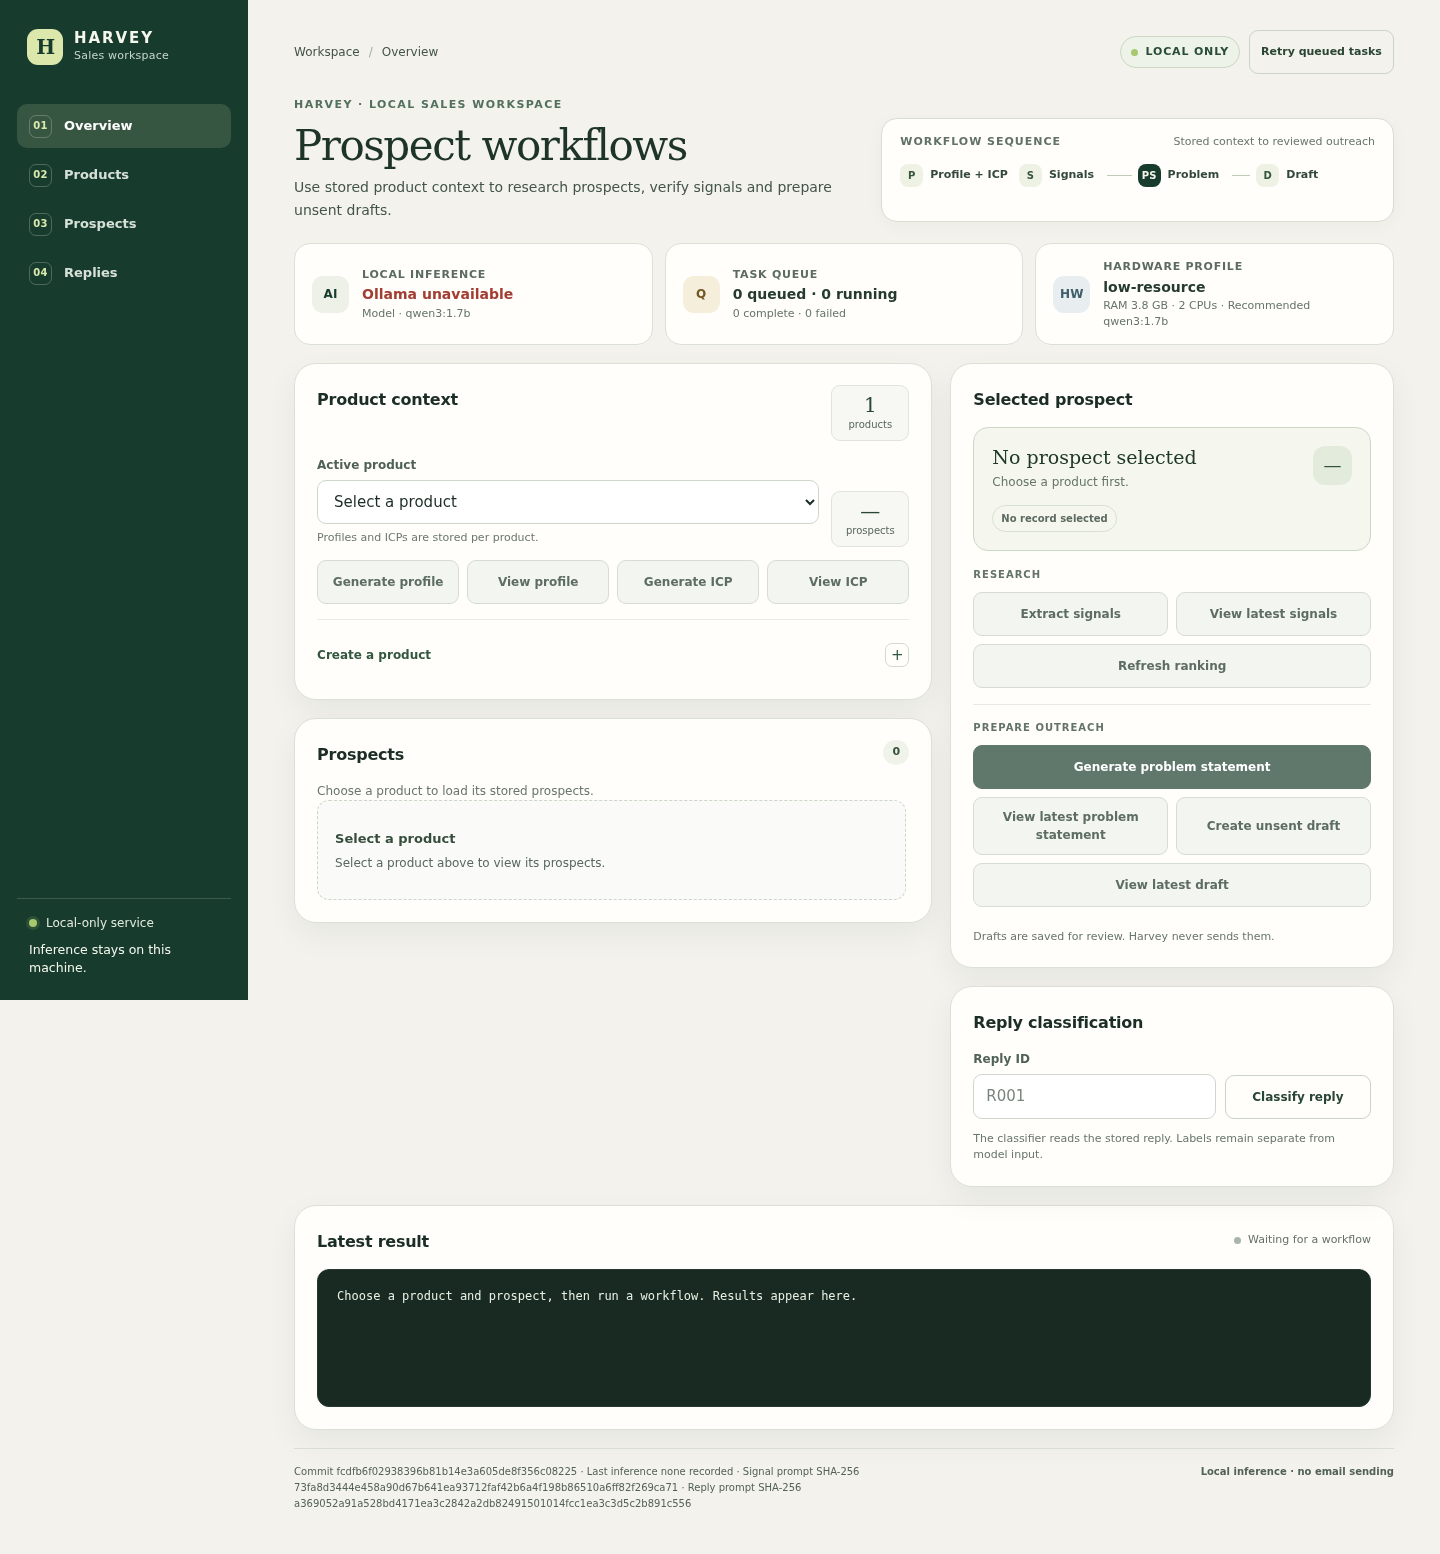 H
HARVEY
Sales workspace
01 Overview
02 Products
03 Prospects
04 Replies
Local-only service
Inference stays on this
machine.
Workspace / Overview
LOCAL ONLY
Retry queued tasks
HARVEY · LOCAL SALES WORKSPACE
Prospect workflows
Use stored product context to research prospects, verify signals and prepare
unsent drafts.
WORKFLOW SEQUENCE
Stored context to reviewed outreach
P Profile + ICP S Signals PS Problem D Draft
AI
LOCAL INFERENCE
Ollama unavailable
Model · qwen3:1.7b
Q
TASK QUEUE
0 queued · 0 running
0 complete · 0 failed
HW
HARDWARE PROFILE
low-resource
RAM 3.8 GB · 2 CPUs · Recommended
qwen3:1.7b
Product context
1
products
Active product
Select a product
—
prospects
Profiles and ICPs are stored per product.
Generate profile View profile Generate ICP View ICP
Create a product +
Prospects 0
Choose a product to load its stored prospects.
Select a product
Select a product above to view its prospects.
Selected prospect
No prospect selected —
Choose a product first.
No record selected
RESEARCH
Extract signals View latest signals
Refresh ranking
PREPARE OUTREACH
Generate problem statement
View latest problem
statement
Create unsent draft
View latest draft
Drafts are saved for review. Harvey never sends them.
Reply classification
Reply ID
R001 Classify reply
The classifier reads the stored reply. Labels remain separate from
model input.
Latest result
Waiting for a workflow
Choose a product and prospect, then run a workflow. Results appear here.
Commit fcdfb6f02938396b81b14e3a605de8f356c08225 · Last inference none recorded · Signal prompt SHA-256
73fa8d3444e458a90d67b641ea93712faf42b6a4f198b86510a6ff82f269ca71 · Reply prompt SHA-256
a369052a91a528bd4171ea3c2842a2db82491501014fcc1ea3c3d5c2b891c556
Local inference · no email sending